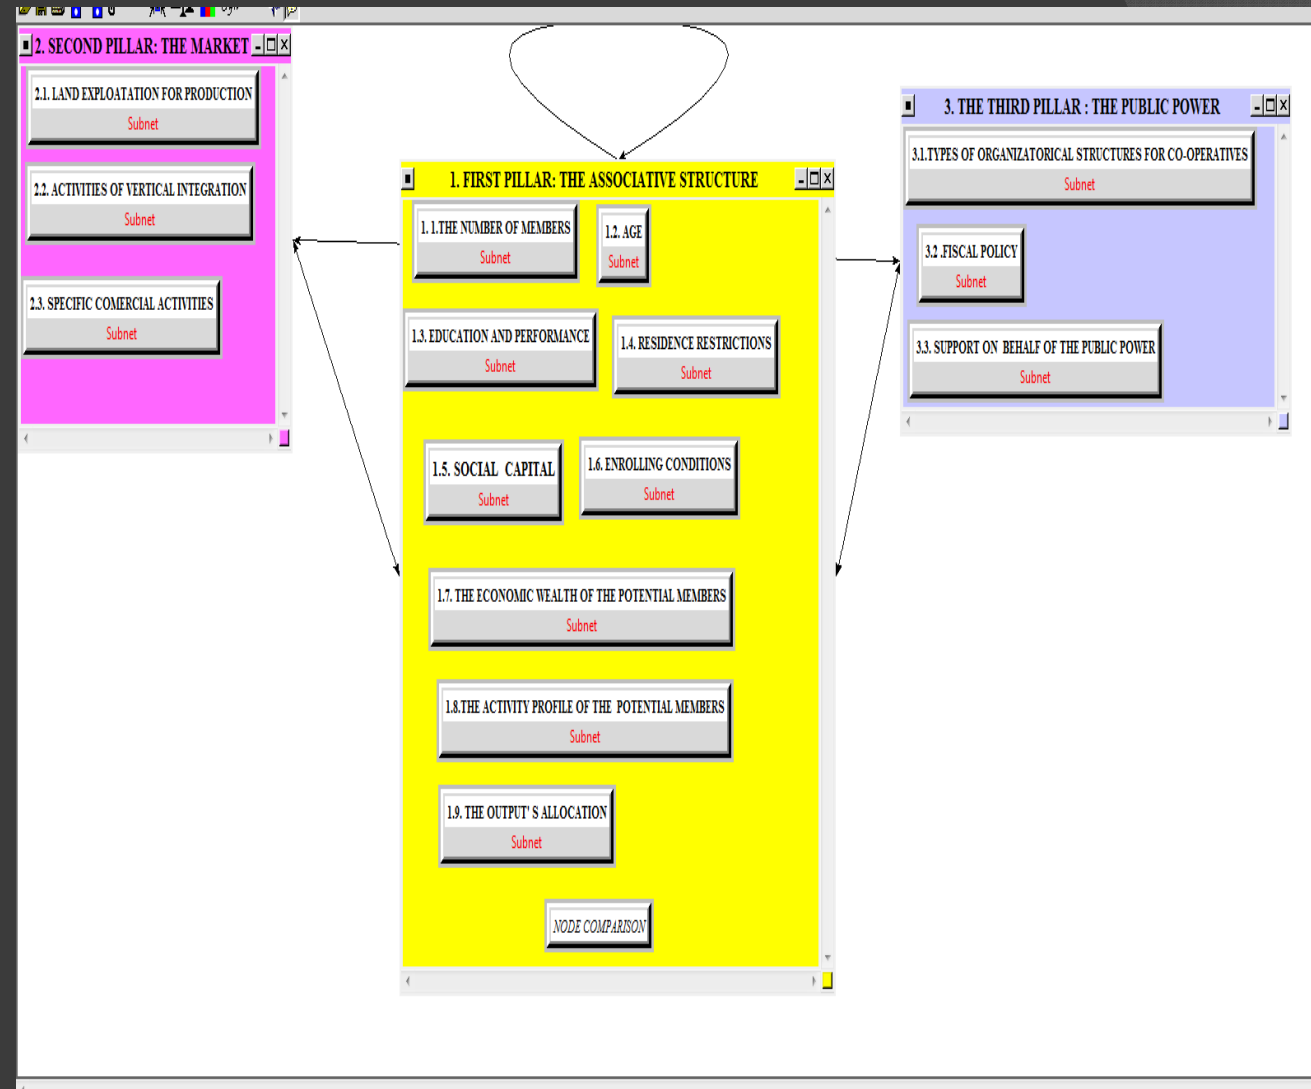 2. SECOND PILLAR: THE MARKET
2.1. LAND EXPLOATATION FOR PRODUCTION
Subnet
2.2. ACTIVITIES OF VERTICAL INTEGRATION
Subnet
2.3. SPECIFIC COMERCIAL ACTIVITIES
Subnet
1. FIRST PILLAR: THE ASSOCIATIVE STRUCTURE
1. 1.THE NUMBER OF MEMBERS
Subnet
1.2. AGE
Subnet
1.3. EDUCATION AND PERFORMANCE
Subnet
1.4. RESIDENCE RESTRICTIONS
Subnet
1.5. SOCIAL CAPITAL
Subnet
1.6. ENROLLING CONDITIONS
Subnet
1.7. THE ECONOMIC WEALTH OF THE POTENTIAL MEMBERS
Subnet
1.8.THE ACTIVITY PROFILE OF THE POTENTIAL MEMBERS
Subnet
1.9. THE OUTPUT' S ALLOCATION
Subnet
NODE COMPARISON
3. THE THIRD PILLAR : THE PUBLIC POWER
3.1.TYPES OF ORGANIZATORICAL STRUCTURES FOR CO-OPERATIVES
Subnet
3.2 .FISCAL POLICY
Subnet
3.3. SUPPORT ON BEHALF OF THE PUBLIC POWER
Subnet